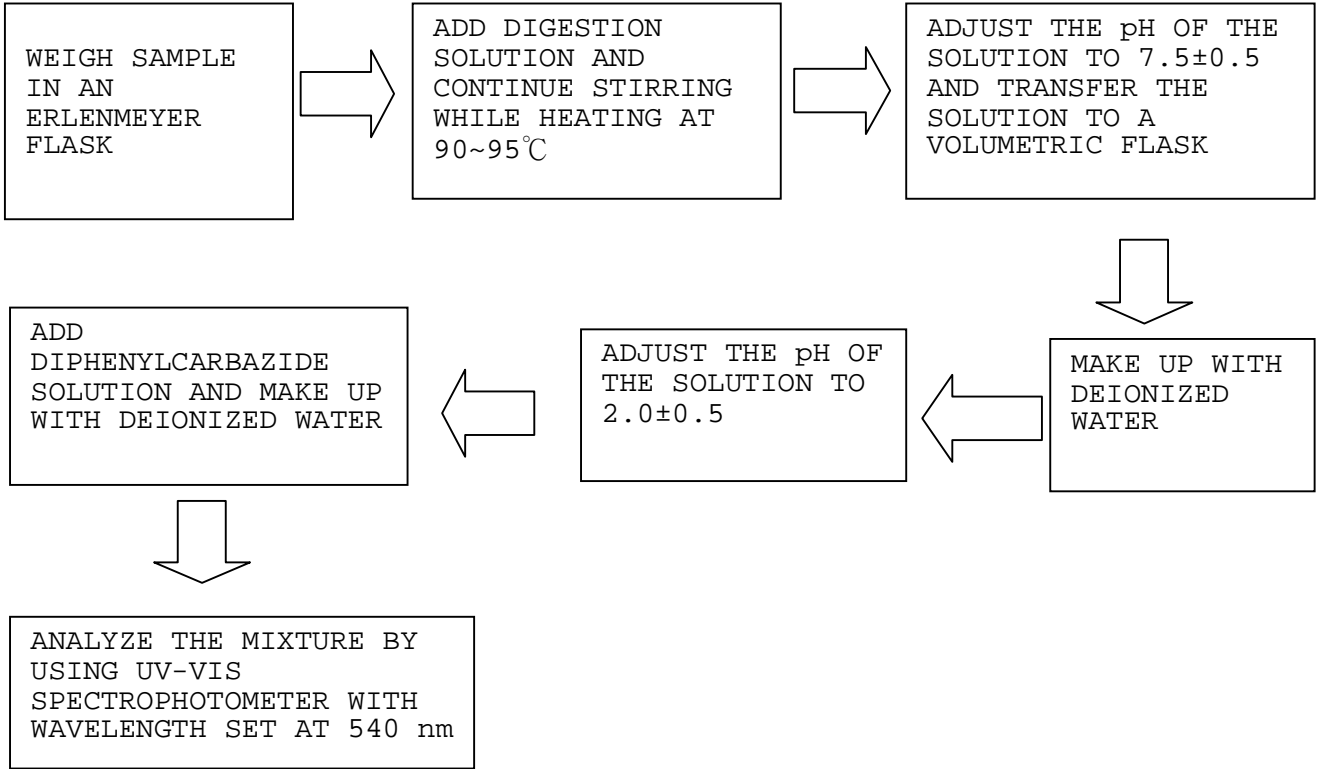 WEIGH SAMPLE
IN AN
ERLENMEYER
FLASK
ADD DIGESTION
SOLUTION AND
CONTINUE STIRRING
WHILE HEATING AT
90~95℃
ADJUST THE pH OF THE
SOLUTION TO 7.5±0.5
AND TRANSFER THE
SOLUTION TO A
VOLUMETRIC FLASK
MAKE UP WITH
DEIONIZED
WATER
ADJUST THE pH OF
THE SOLUTION TO
2.0±0.5
ADD
DIPHENYLCARBAZIDE
SOLUTION AND MAKE UP
WITH DEIONIZED WATER
ANALYZE THE MIXTURE BY
USING UV-VIS
SPECTROPHOTOMETER WITH
WAVELENGTH SET AT 540 nm